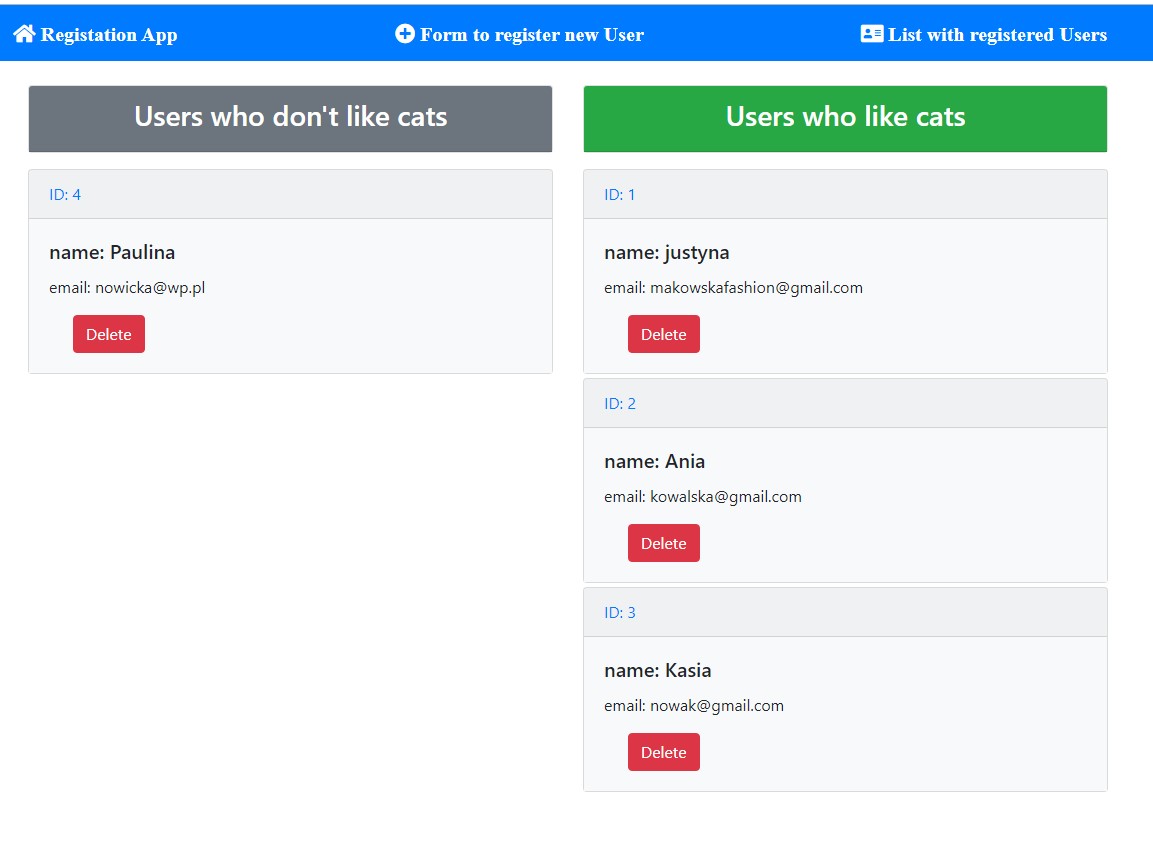 Registation App
Form to register new User
List with registered Users
Users who don't like cats
ID: 4
name: Paulina
email: nowicka@wp.pl
Delete
Users who like cats
ID: 1
name: justyna
email: makowskafashion@gmail.com
Delete
ID: 2
name: Ania
email: kowalska@gmail.com
Delete
ID: 3
name: Kasia
email: nowak@gmail.com
Delete